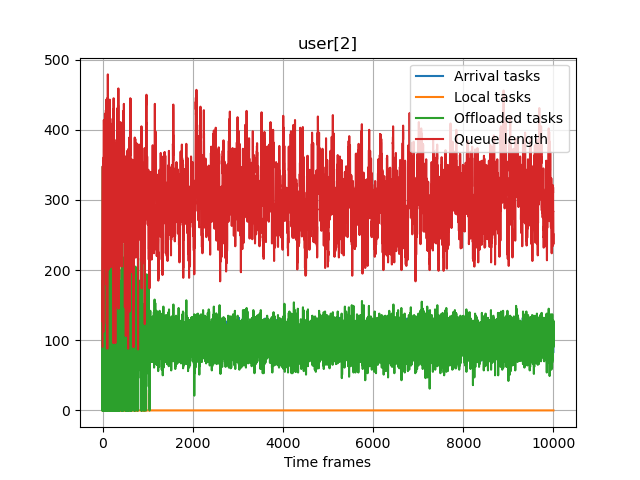 user[2]
500
400
300
200
100
0
0 2000 4000 6000 8000 10000
Time frames
Arrival tasks
Local tasks
Offloaded tasks
Queue length